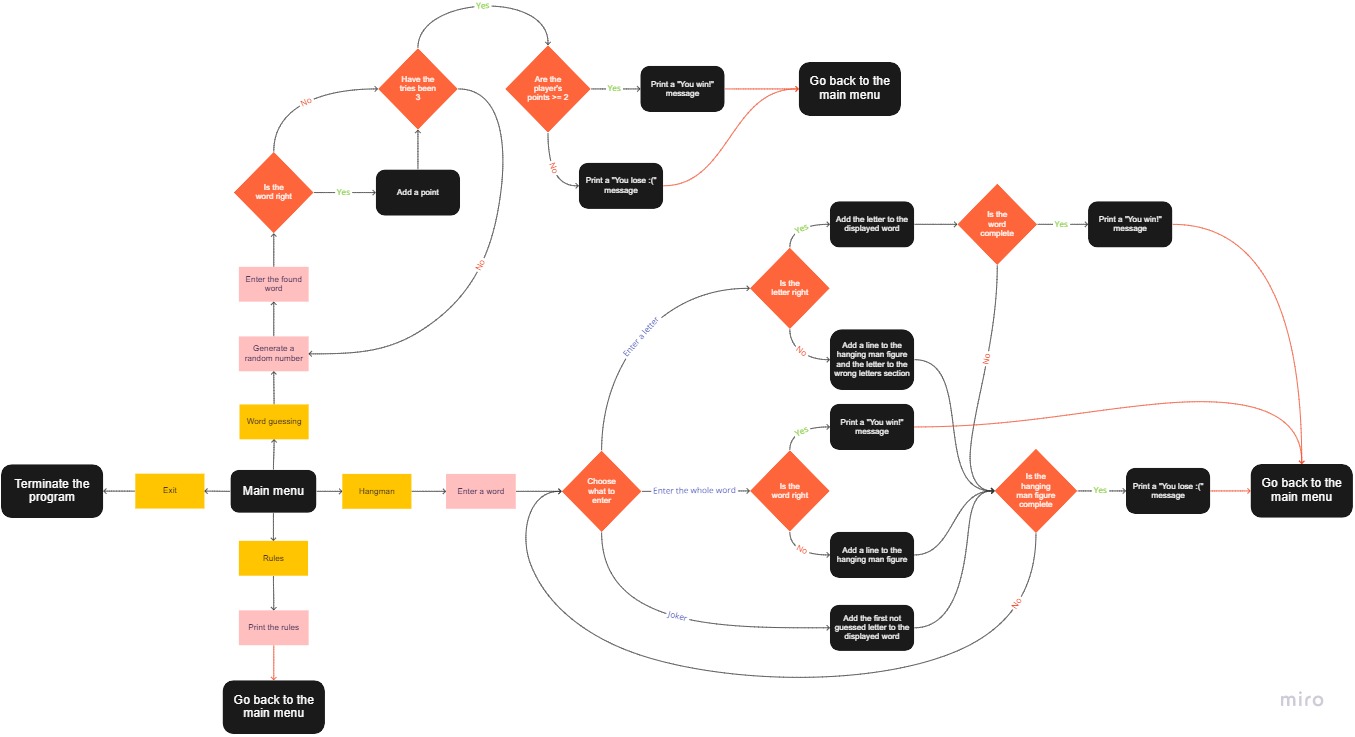 Yes
Have the
tries been
3
Are the
player's
points >= 2
Yes
Print a "You win!"
message
Go back to the
main menu
No
No
Print a "You lose :("
message
Is the
word right
Yes
Add a point
No
Enter the found
word
Generate a
random number
Word guessing
Terminate the
program
Exit
Main menu
Hangman
Enter a word
Rules
Print the rules
Go back to the
main menu
Choose
what to
enter
Enter a letter
Is the
letter right
Yes
Add the letter to the
displayed word
Is the
word
complete
Yes
Print a "You win!"
message
No
No
Add a line to the
hanging man figure
and the letter to the
wrong letters section
Enter the whole word
Is the
word right
Yes
Print a "You win!"
message
No
Add a line to the
hanging man figure
Joker
Add the first not
guessed letter to the
displayed word
Is the
hanging
man figure
complete
Yes
Print a "You lose :("
message
Go back to the
main menu
No
miro